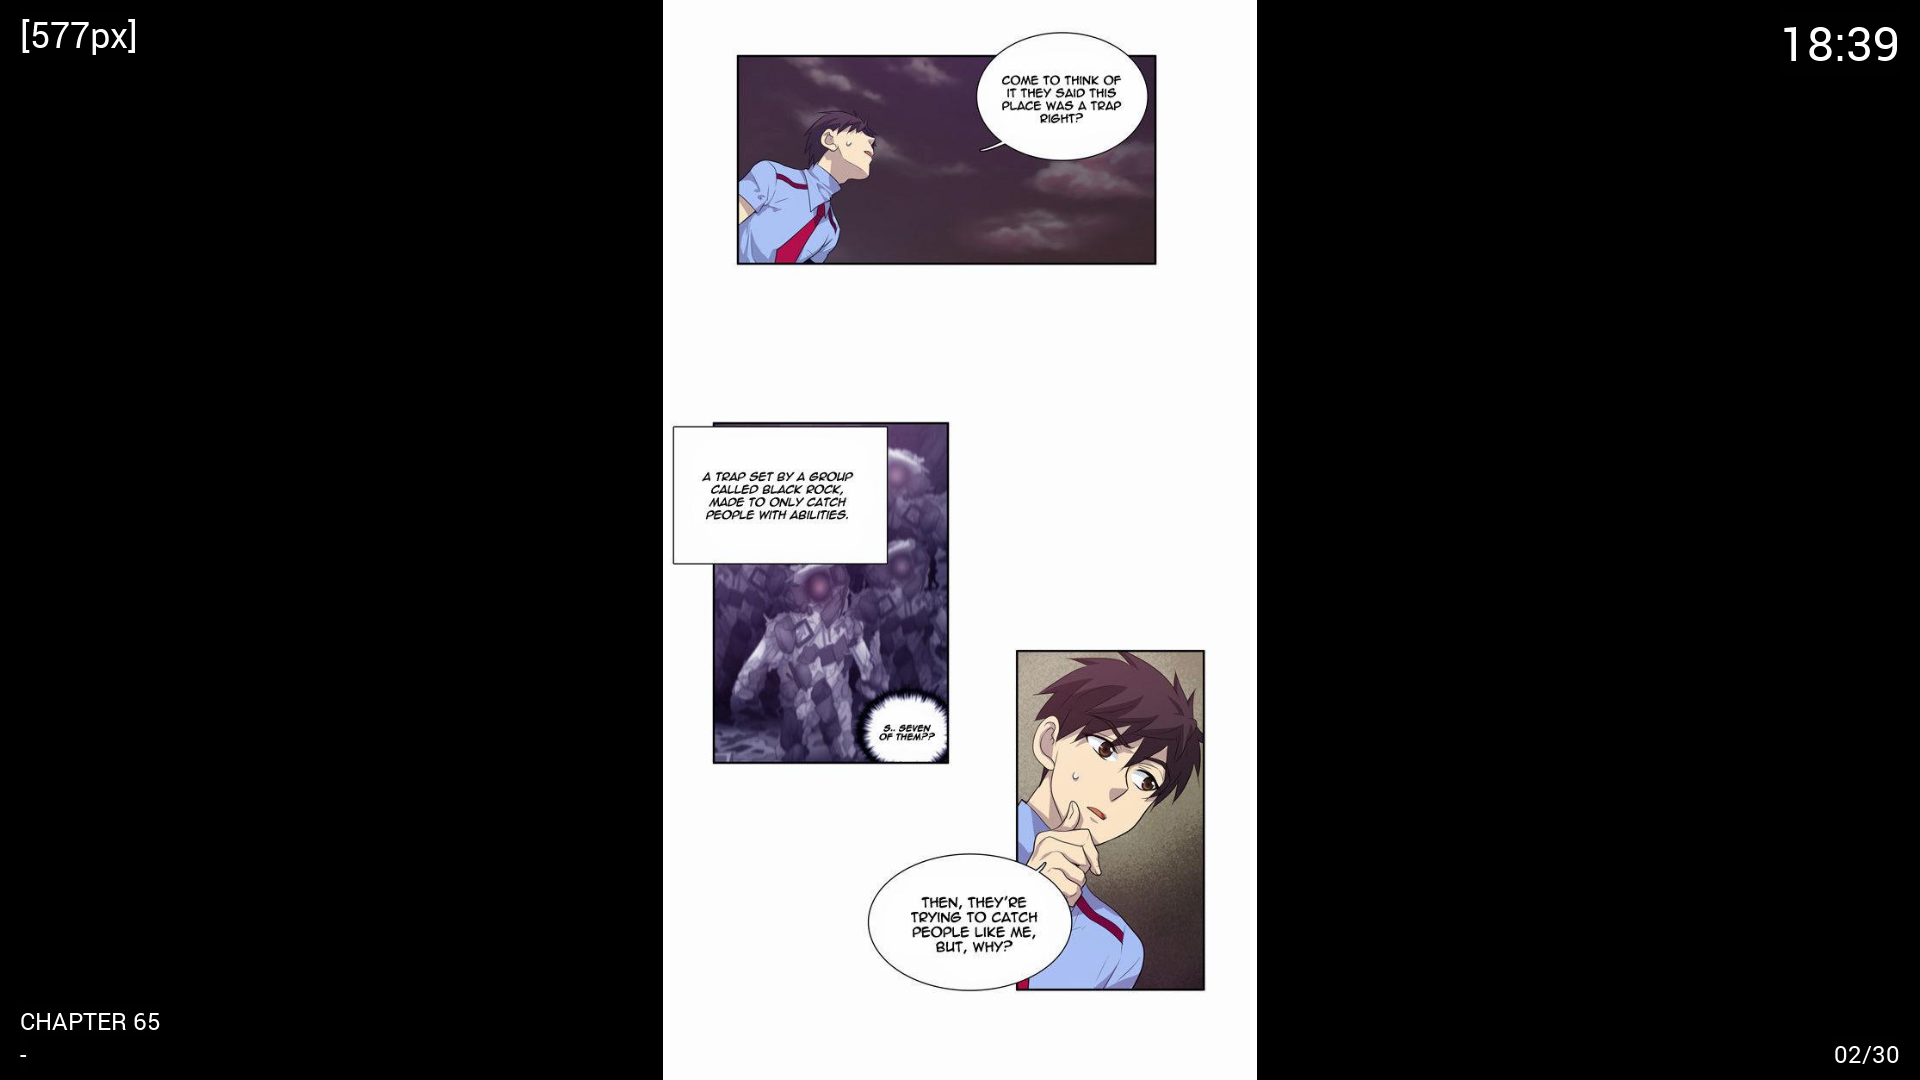 [577px]
18:39
COME TO THINK OF
IT THEY SAID THIS
PLACE WAS A TRAP
RIGHT?
A TRAP SET BY A GROUP
CALLED BLACK ROCK,
MADE TO ONLY CATCH
PEOPLE WITH ABILITIES.
S.. SEVEN
OF THEM??
THEN, THEY'RE
TRYING TO CATCH
PEOPLE LIKE ME,
BUT, WHY?
CHAPTER 65
-
02/30